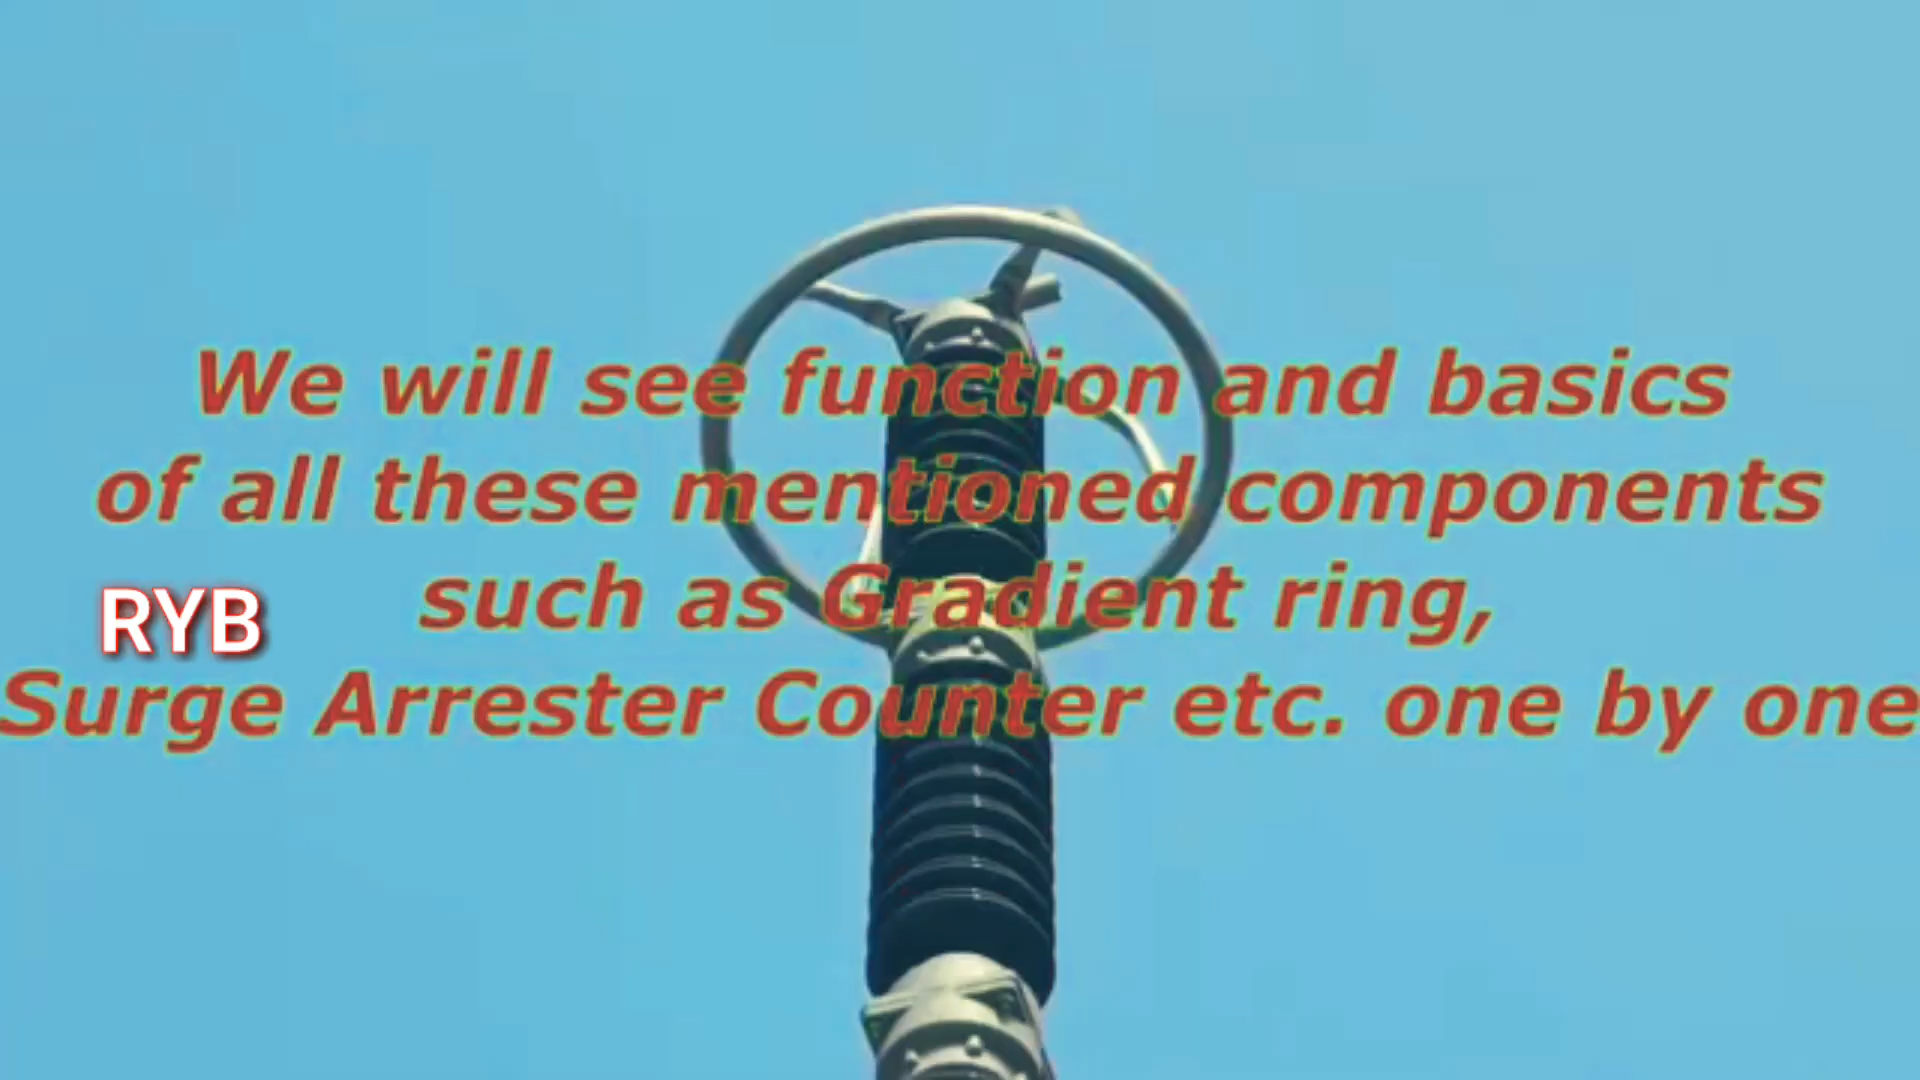 We will see function and basics
of all these mentioned components
such as Gradient ring,
RYB
Surge Arrester Counter etc. one by one.